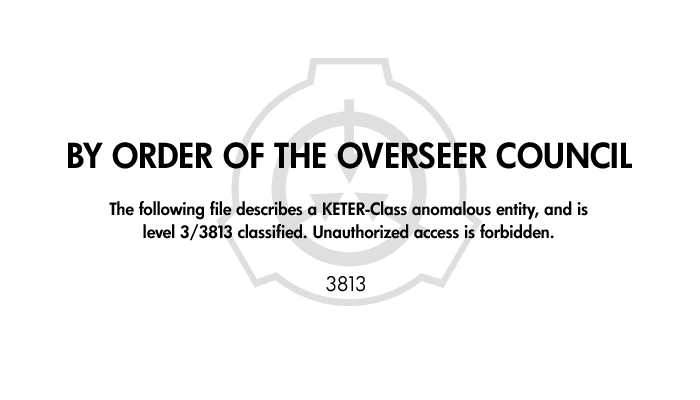 BY ORDER OF THE OVERSEER COUNCIL
The following file describes a KETER-Class anomalous entity, and is
level 3/3813 classified. Unauthorized access is forbidden.
3813